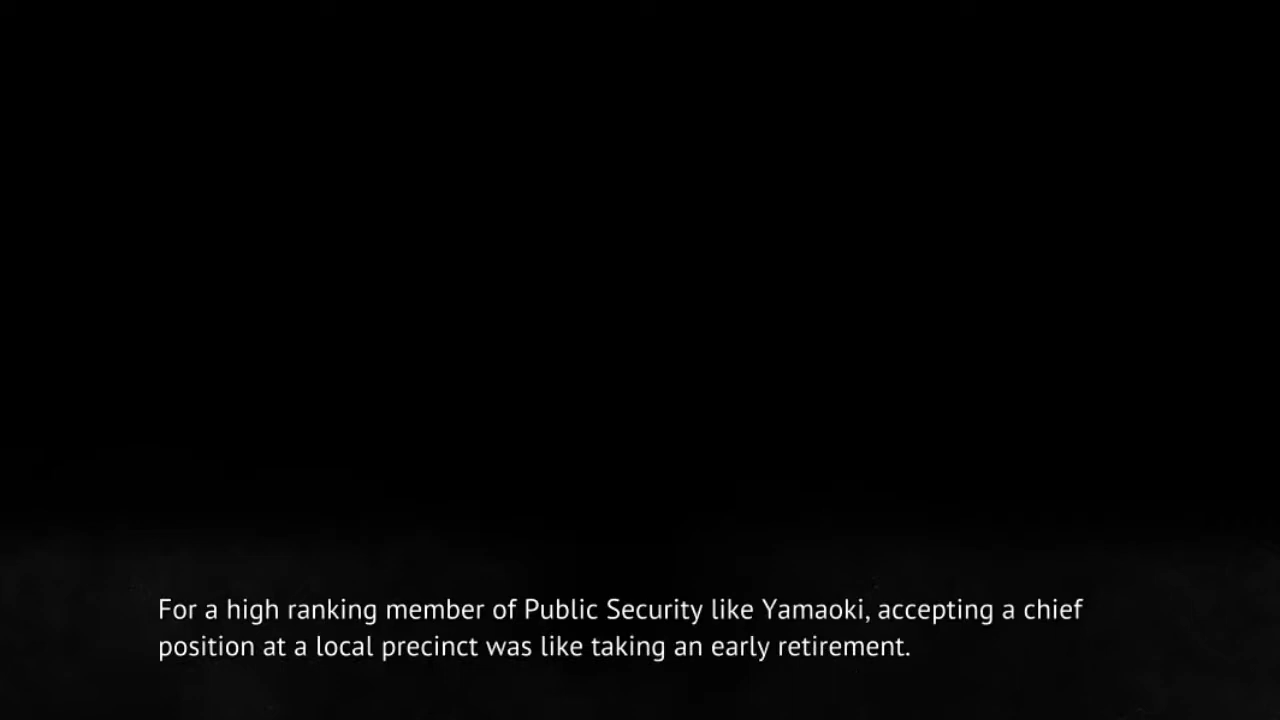 For a high ranking member of Public Security like Yamaoki, accepting a chief
position at a local precinct was like taking an early retirement.